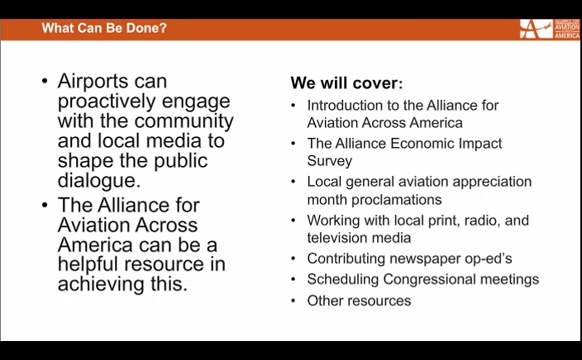 What Can Be Done?
AVIATION
AMERICA
• Airports can
proactively engage
with the community
and local media to
shape the public
dialogue.
• The Alliance for
Aviation Across
America can be a
helpful resource in
achieving this.
We will cover:
• Introduction to the Alliance for
Aviation Across America
• The Alliance Economic Impact
Survey
• Local general aviation appreciation
month proclamations
• Working with local print, radio, and
television media
• Contributing newspaper op-ed's
• Scheduling Congressional meetings
• Other resources